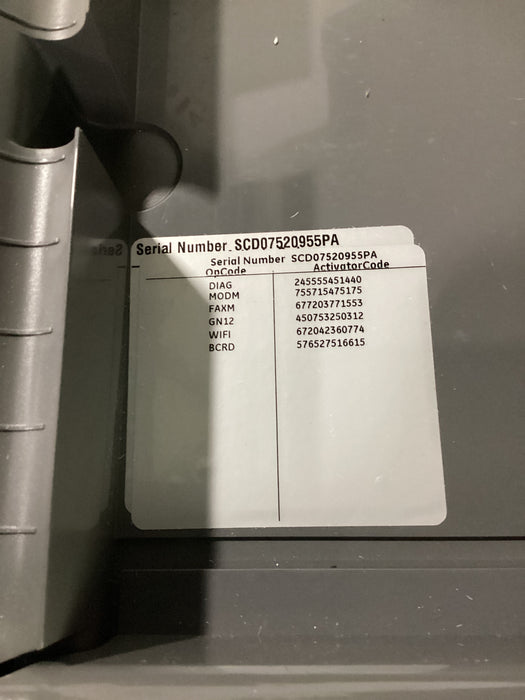 Serial Number SCD07520955PA
Serial Number SCD07520955PA
OpCode ActivatorCode
DIAG 245555451440
MODM 755715475175
FAXM 677203771553
GN12 450753250312
WIFI 672042360774
BCRD 576527516615